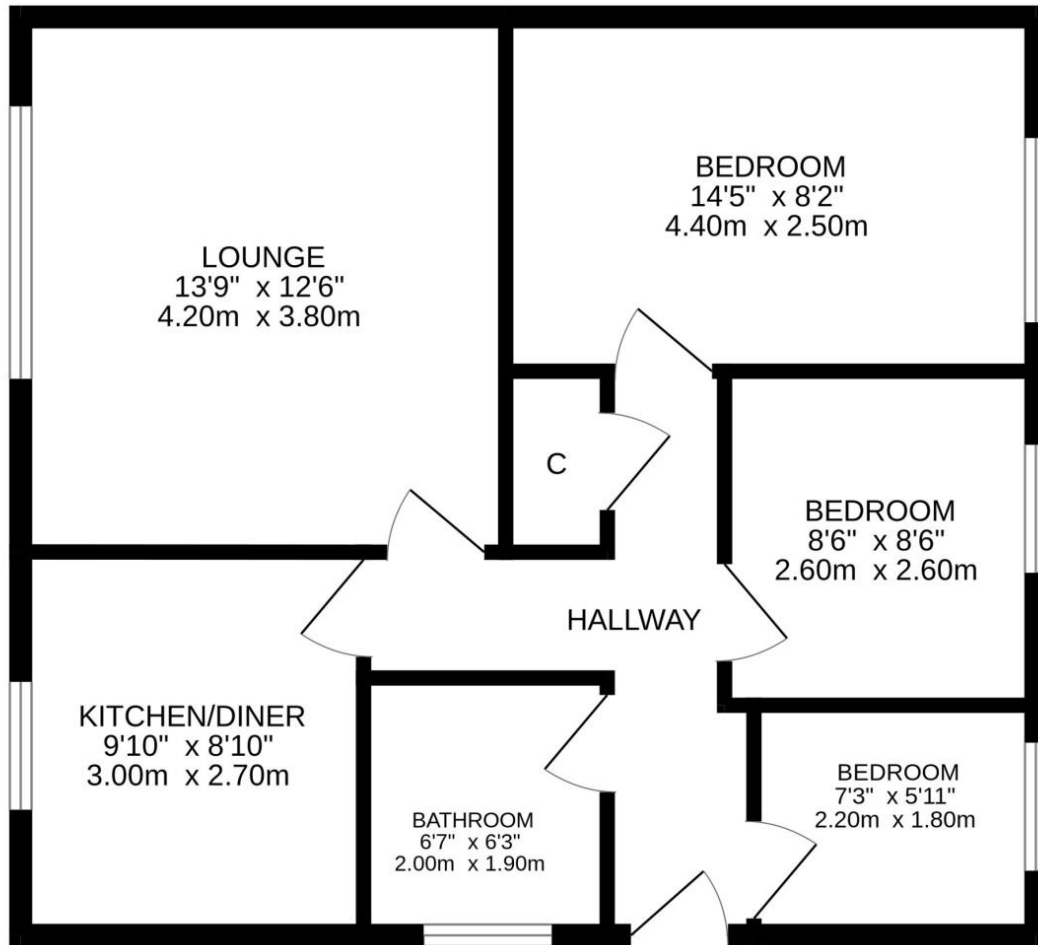 LOUNGE
13'9" x 12'6"
4.20m x 3.80m
BEDROOM
14'5" x 8'2"
4.40m x 2.50m
C
BEDROOM
8'6" x 8'6"
2.60m x 2.60m
HALLWAY
KITCHEN/DINER
9'10" x 8'10"
3.00m x 2.70m
BATHROOM
6'7" x 6'3"
2.00m x 1.90m
BEDROOM
7'3" x 5'11"
2.20m x 1.80m